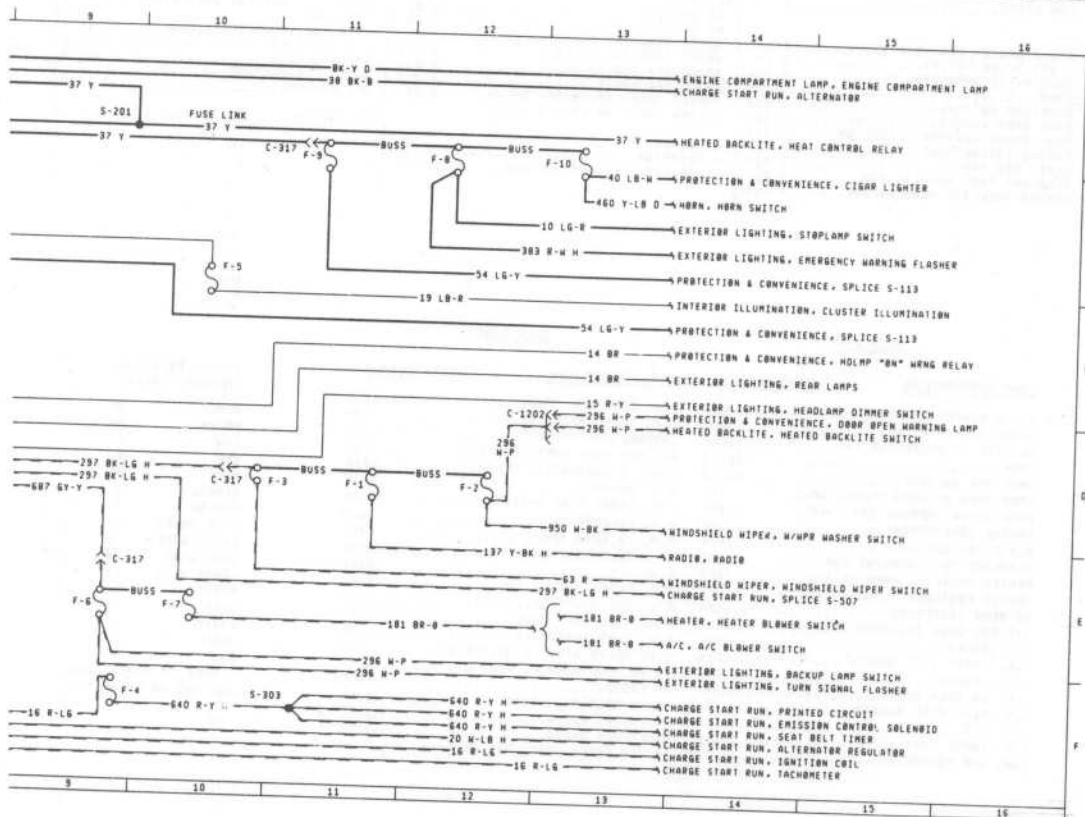 9 10 11 12 13 14 15 16
BK-Y D ENGINE COMPARTMENT LAMP, ENGINE COMPARTMENT LAMP
38 BK-B CHARGE START RUN, ALTERNATOR
37 Y
S-201 FUSE LINK
37 Y 37 Y HEATED BACKLITE, HEAT CONTROL RELAY
37 Y C-317 F-9 BUSS F-8 BUSS F-10
40 LB-W PROTECTION & CONVENIENCE, CIGAR LIGHTER
460 Y-LB D HORN, HORN SWITCH
10 LG-R EXTERIOR LIGHTING, STOPLAMP SWITCH
383 R-W H EXTERIOR LIGHTING, EMERGENCY WARNING FLASHER
F-5
54 LG-Y PROTECTION & CONVENIENCE, SPLICE S-113
19 LB-R INTERIOR ILLUMINATION, CLUSTER ILLUMINATION
54 LG-Y PROTECTION & CONVENIENCE, SPLICE S-113
14 BR PROTECTION & CONVENIENCE, HDLMP "ON" WRNG RELAY
14 BR EXTERIOR LIGHTING, REAR LAMPS
15 R-Y EXTERIOR LIGHTING, HEADLAMP DIMMER SWITCH
C-1202 296 W-P PROTECTION & CONVENIENCE, DOOR OPEN WARNING LAMP
296 W-P HEATED BACKLITE, HEATED BACKLITE SWITCH
296
W-P
297 BK-LG H C-317 F-3 BUSS F-1 BUSS F-2
297 BK-LG H
687 GY-Y
D
950 W-BK WINDSHIELD WIPER, W/WPR WASHER SWITCH
137 Y-BK H RADIO, RADIO
C-317
63 R WINDSHIELD WIPER, WINDSHIELD WIPER SWITCH
297 BK-LG H CHARGE START RUN, SPLICE S-507
F-6 BUSS F-7
E
181 BR-0 181 BR-0 HEATER, HEATER BLOWER SWITCH
181 BR-0 A/C, A/C BLOWER SWITCH
296 W-P EXTERIOR LIGHTING, BACKUP LAMP SWITCH
296 W-P EXTERIOR LIGHTING, TURN SIGNAL FLASHER
F-4 S-303
640 R-Y 640 R-Y H CHARGE START RUN, PRINTED CIRCUIT
640 R-Y H CHARGE START RUN, EMISSION CONTROL SOLENOID
640 R-Y H CHARGE START RUN, SEAT BELT TIMER
16 R-LG 20 W-LB H CHARGE START RUN, ALTERNATOR REGULATOR
F
16 R-LG CHARGE START RUN, IGNITION COIL
16 R-LG CHARGE START RUN, TACHOMETER
9 10 11 12 13 14 15 16